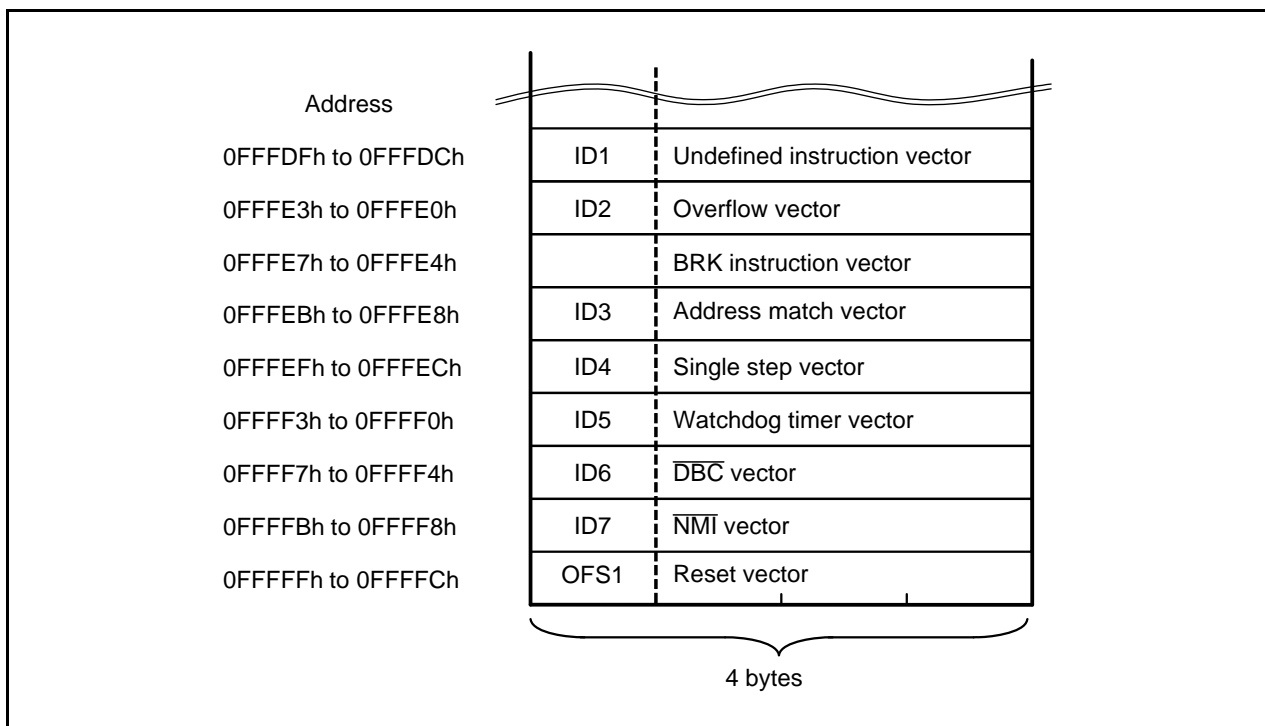 Address
0FFFDFh to 0FFFDCh ID1 Undefined instruction vector
0FFFE3h to 0FFFE0h ID2 Overflow vector
0FFFE7h to 0FFFE4h BRK instruction vector
0FFFEBh to 0FFFE8h ID3 Address match vector
0FFFEFh to 0FFFECh ID4 Single step vector
0FFFF3h to 0FFFF0h ID5 Watchdog timer vector
0FFFF7h to 0FFFF4h ID6 D̅B̅C̅ vector
0FFFFBh to 0FFFF8h ID7 N̅M̅I̅ vector
0FFFFFh to 0FFFFCh OFS1 Reset vector
4 bytes